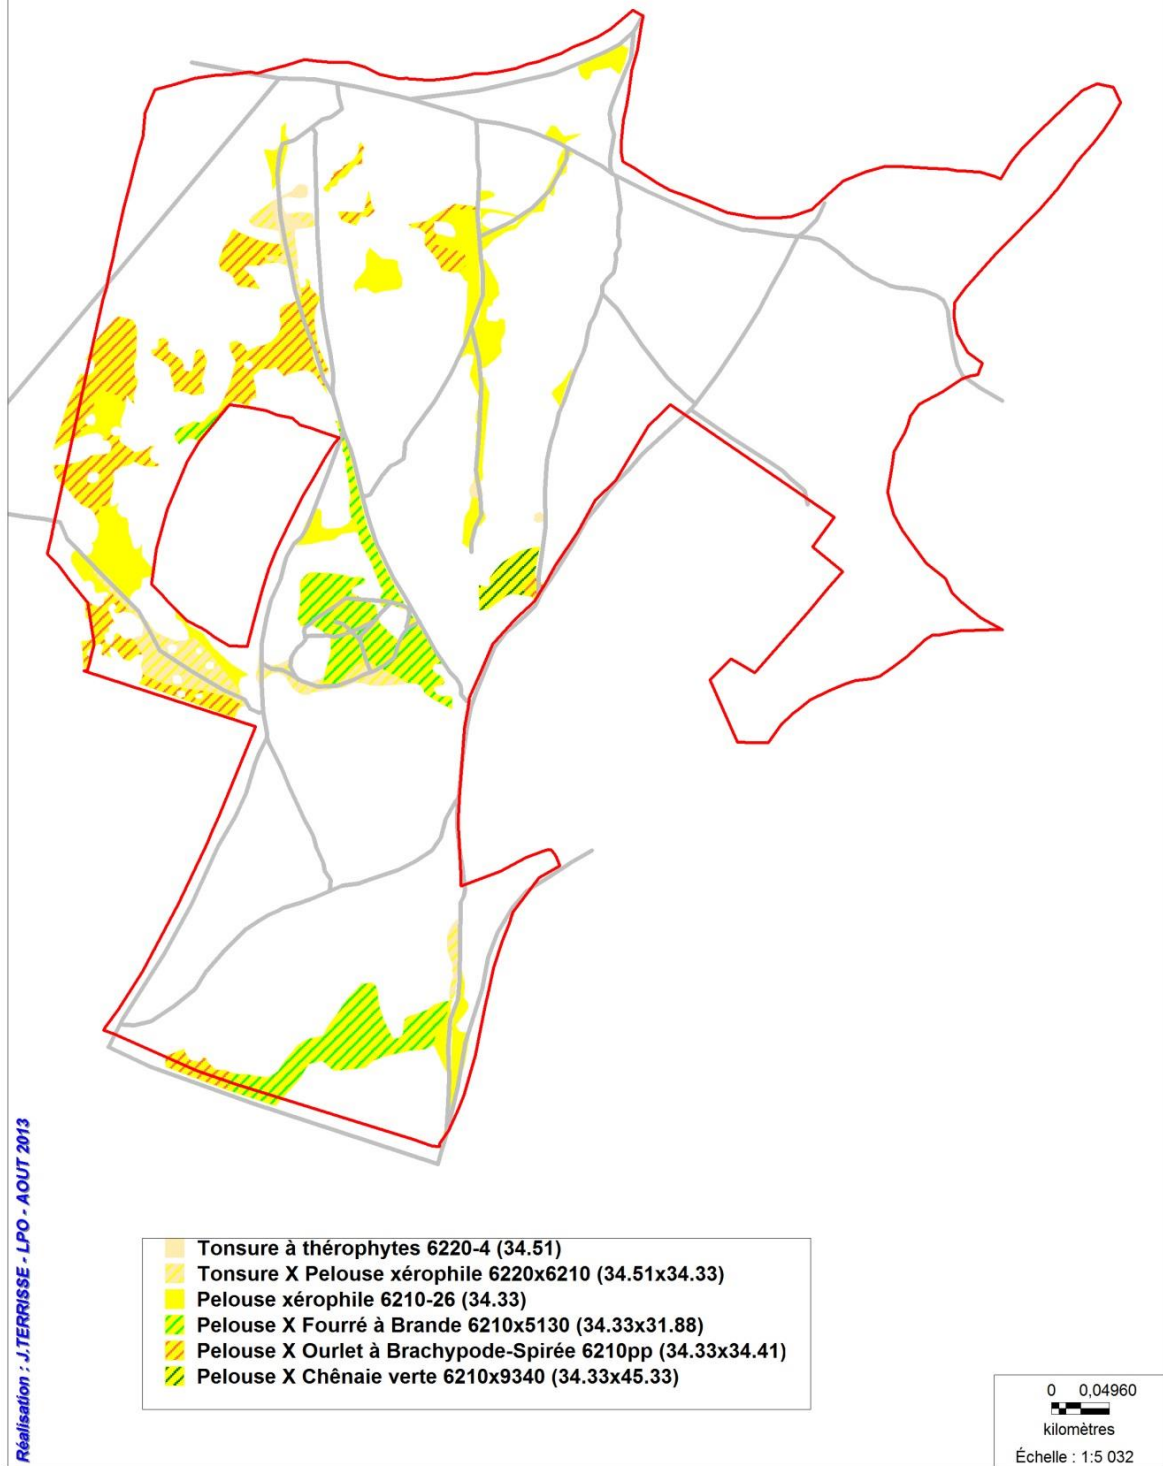 Réalisation : J.TERRISSE - LPO - AOUT 2013
Tonsure à thérophytes 6220-4 (34.51)
Tonsure X Pelouse xérophile 6220x6210 (34.51x34.33)
Pelouse xérophile 6210-26 (34.33)
Pelouse X Fourré à Brande 6210x5130 (34.33x31.88)
Pelouse X Ourlet à Brachypode-Spirée 6210pp (34.33x34.41)
Pelouse X Chênaie verte 6210x9340 (34.33x45.33)
0 0,04960
kilomètres
Échelle : 1:5 032